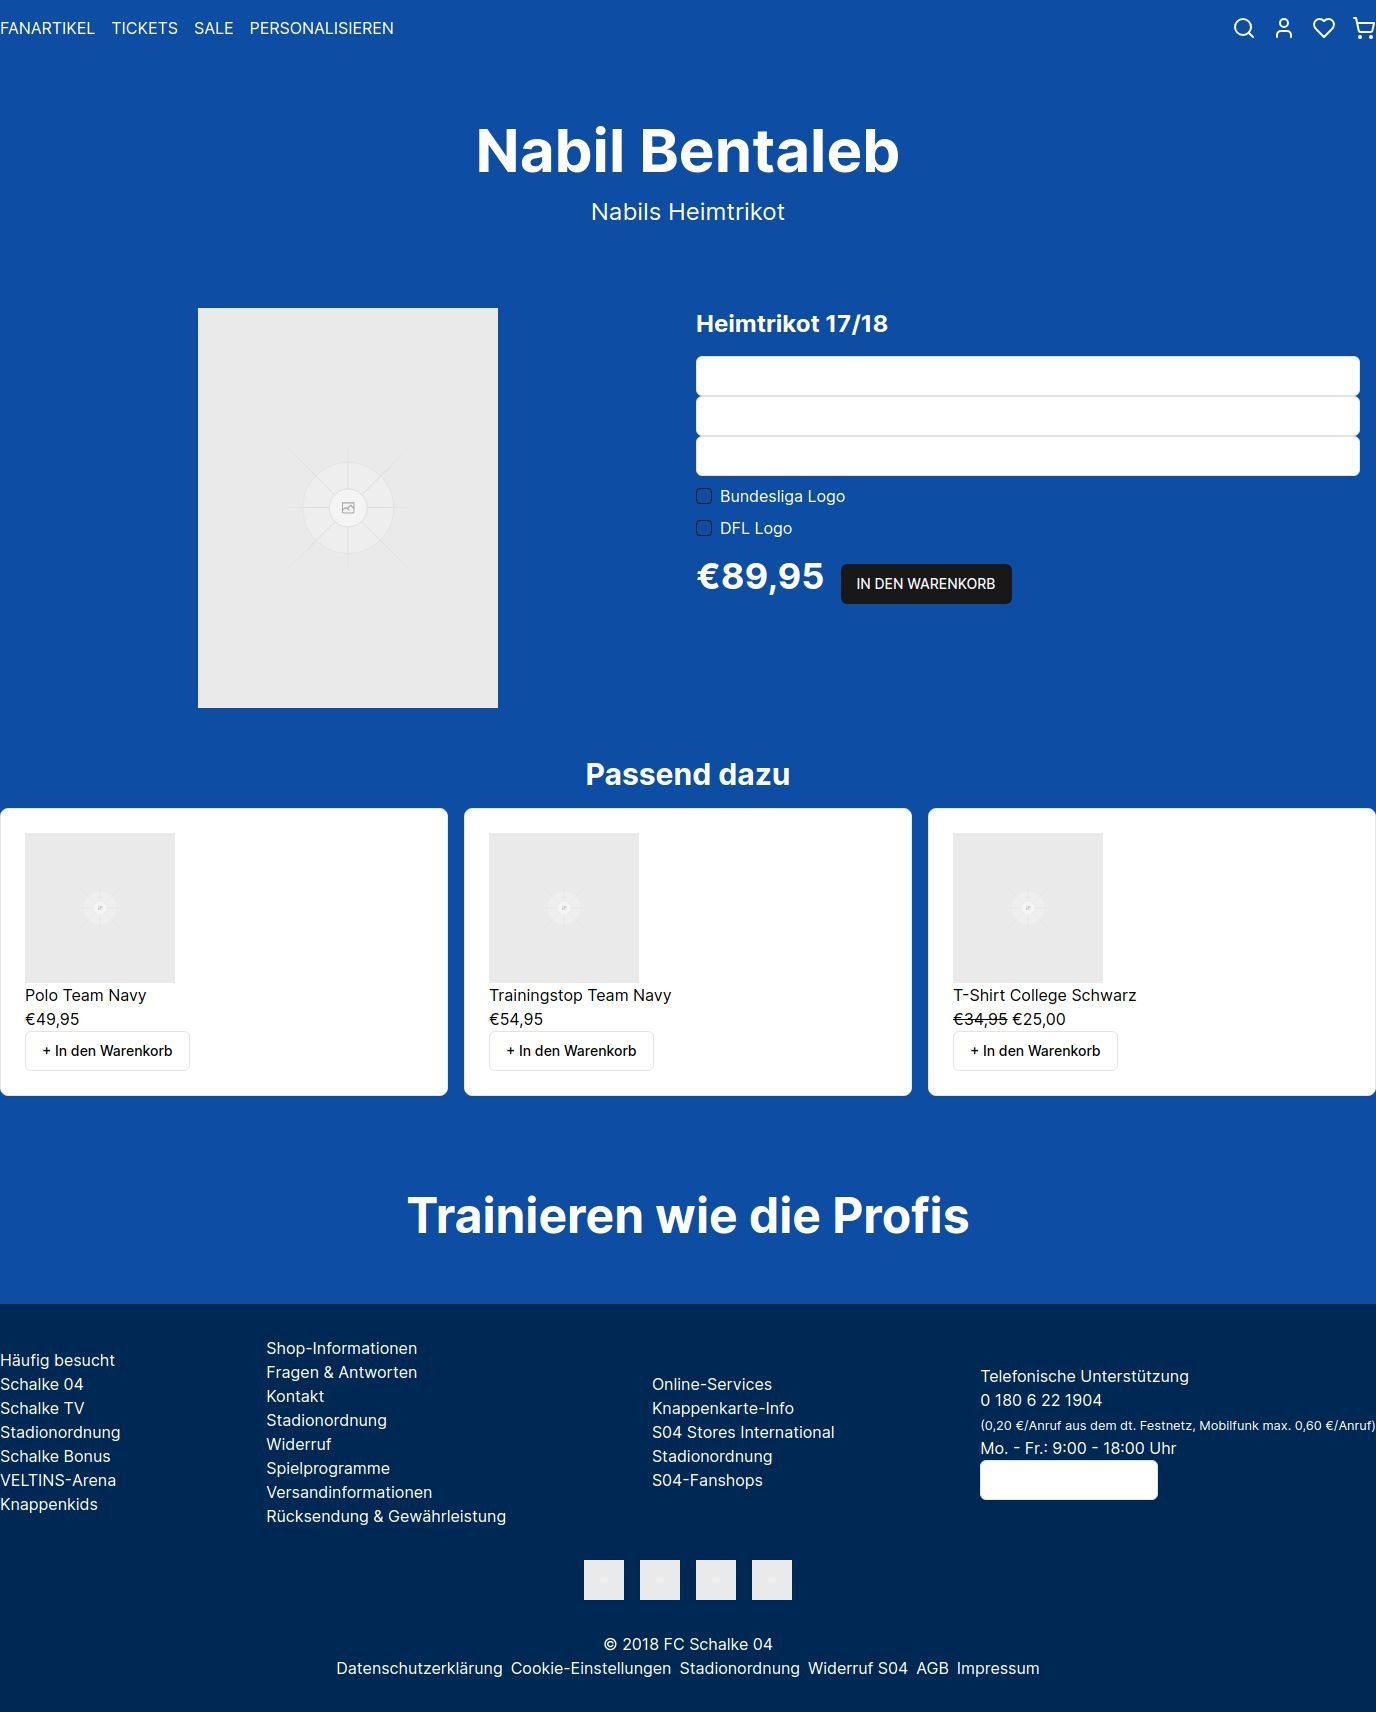 FANARTIKEL TICKETS SALE PERSONALISIEREN
Nabil Bentaleb
Nabils Heimtrikot
Heimtrikot 17/18
Bundesliga Logo
DFL Logo
€89,95 IN DEN WARENKORB
Passend dazu
Polo Team Navy
€49,95
+ In den Warenkorb
Trainingstop Team Navy
€54,95
+ In den Warenkorb
T-Shirt College Schwarz
€34,95 €25,00
+ In den Warenkorb
Trainieren wie die Profis
Häufig besucht
Schalke 04
Schalke TV
Stadionordnung
Schalke Bonus
VELTINS-Arena
Knappenkids
Shop-Informationen
Fragen & Antworten
Kontakt
Stadionordnung
Widerruf
Spielprogramme
Versandinformationen
Rücksendung & Gewährleistung
Online-Services
Knappenkarte-Info
S04 Stores International
Stadionordnung
S04-Fanshops
Telefonische Unterstützung
0 180 6 22 1904
(0,20 €/Anruf aus dem dt. Festnetz, Mobilfunk max. 0,60 €/Anruf)
Mo. - Fr.: 9:00 - 18:00 Uhr
© 2018 FC Schalke 04
Datenschutzerklärung Cookie-Einstellungen Stadionordnung Widerruf S04 AGB Impressum